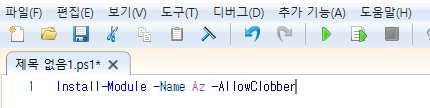 파일(F) 편집(E) 보기(V) 도구(T) 디버그(D) 추가 기능(A) 도움말(H)
제목 없음1.ps1* X
1 Install-Module -Name Az -AllowClobber